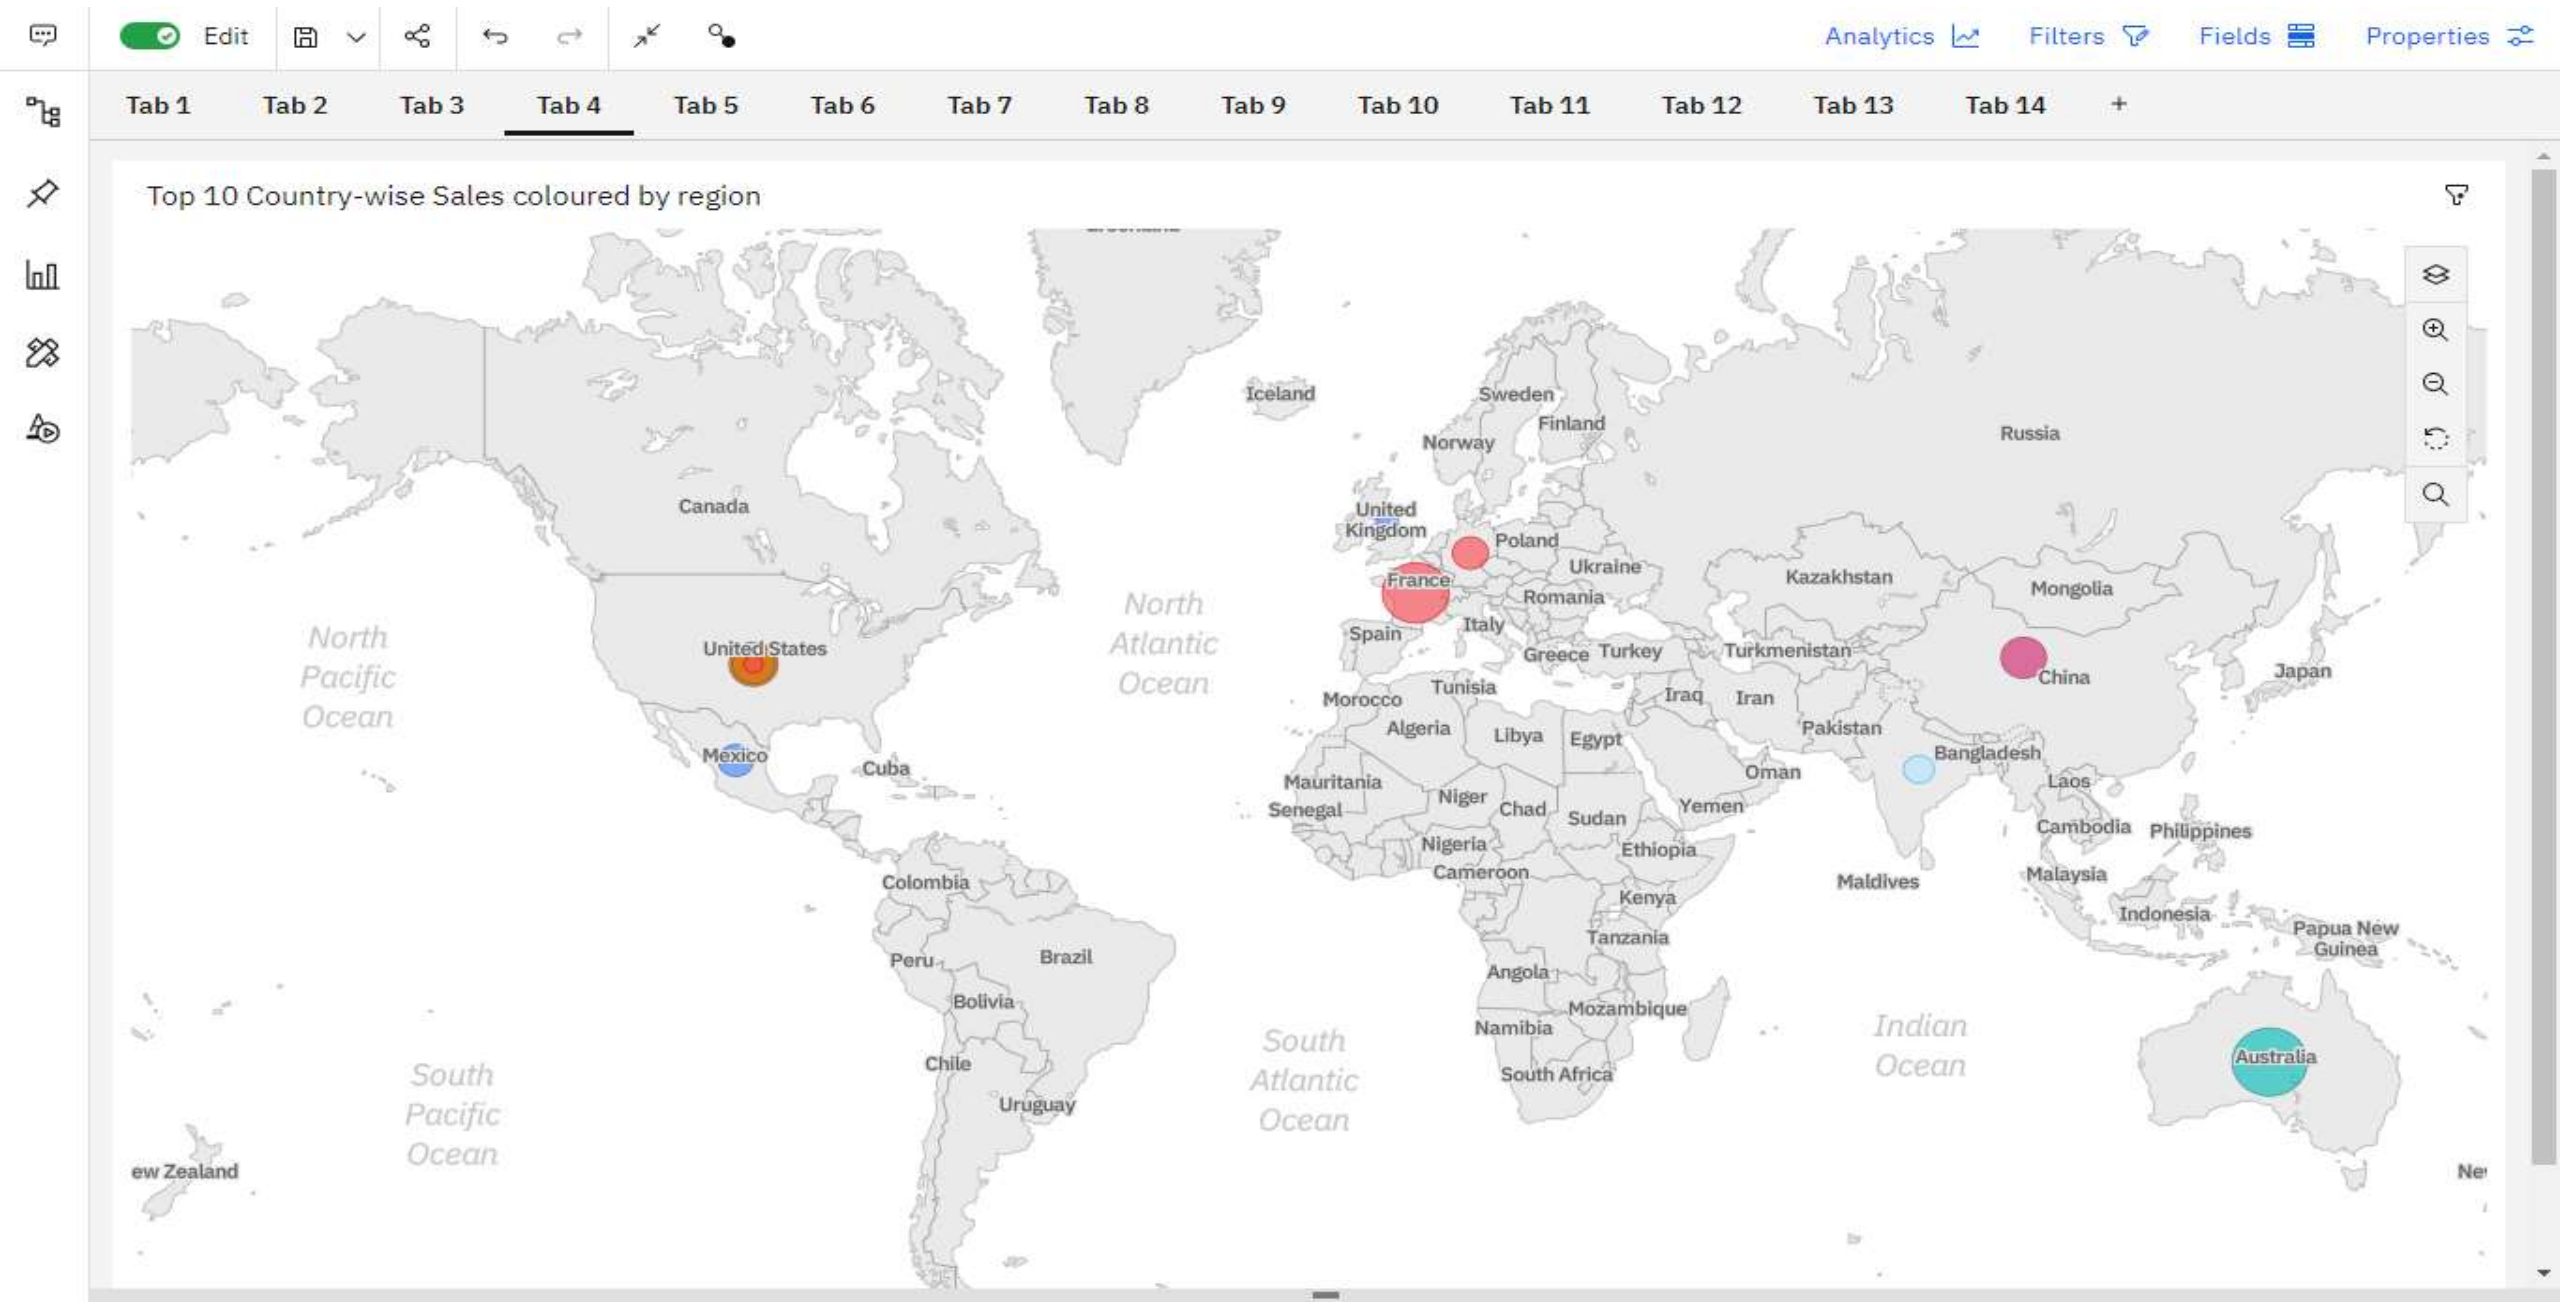 Edit
Analytics
Filters
Fields
Properties
Tab 1
Tab 2
Tab 3
Tab 4
Tab 5
Tab 6
Tab 7
Tab 8
Tab 9
Tab 10
Tab 11
Tab 12
Tab 13
Tab 14
+
Top 10 Country-wise Sales coloured by region
Iceland
Sweden
Finland
Norway
Russia
Canada
United
Kingdom
Poland
Ukraine
France
Kazakhstan
Mongolia
Romania
North
Atlantic
Ocean
North
Pacific
Ocean
United States
Spain
Italy
Greece
Turkey
Turkmenistan
China
Japan
Morocco
Tunisia
Iraq
Iran
Pakistan
Algeria
Libya
Egypt
Mexico
Cuba
Bangladesh
Oman
Laos
Mauritania
Niger
Chad
Sudan
Yemen
Senegal
Cambodia
Philippines
Nigeria
Ethiopia
Cameroon
Colombia
Maldives
Malaysia
Kenya
Indonesia
Papua New
Guinea
Tanzania
Peru
Brazil
Angola
Bolivia
Mozambique
Namibia
South
Atlantic
Ocean
Indian
Ocean
Australia
Chile
South Africa
South
Pacific
Ocean
Uruguay
ew Zealand